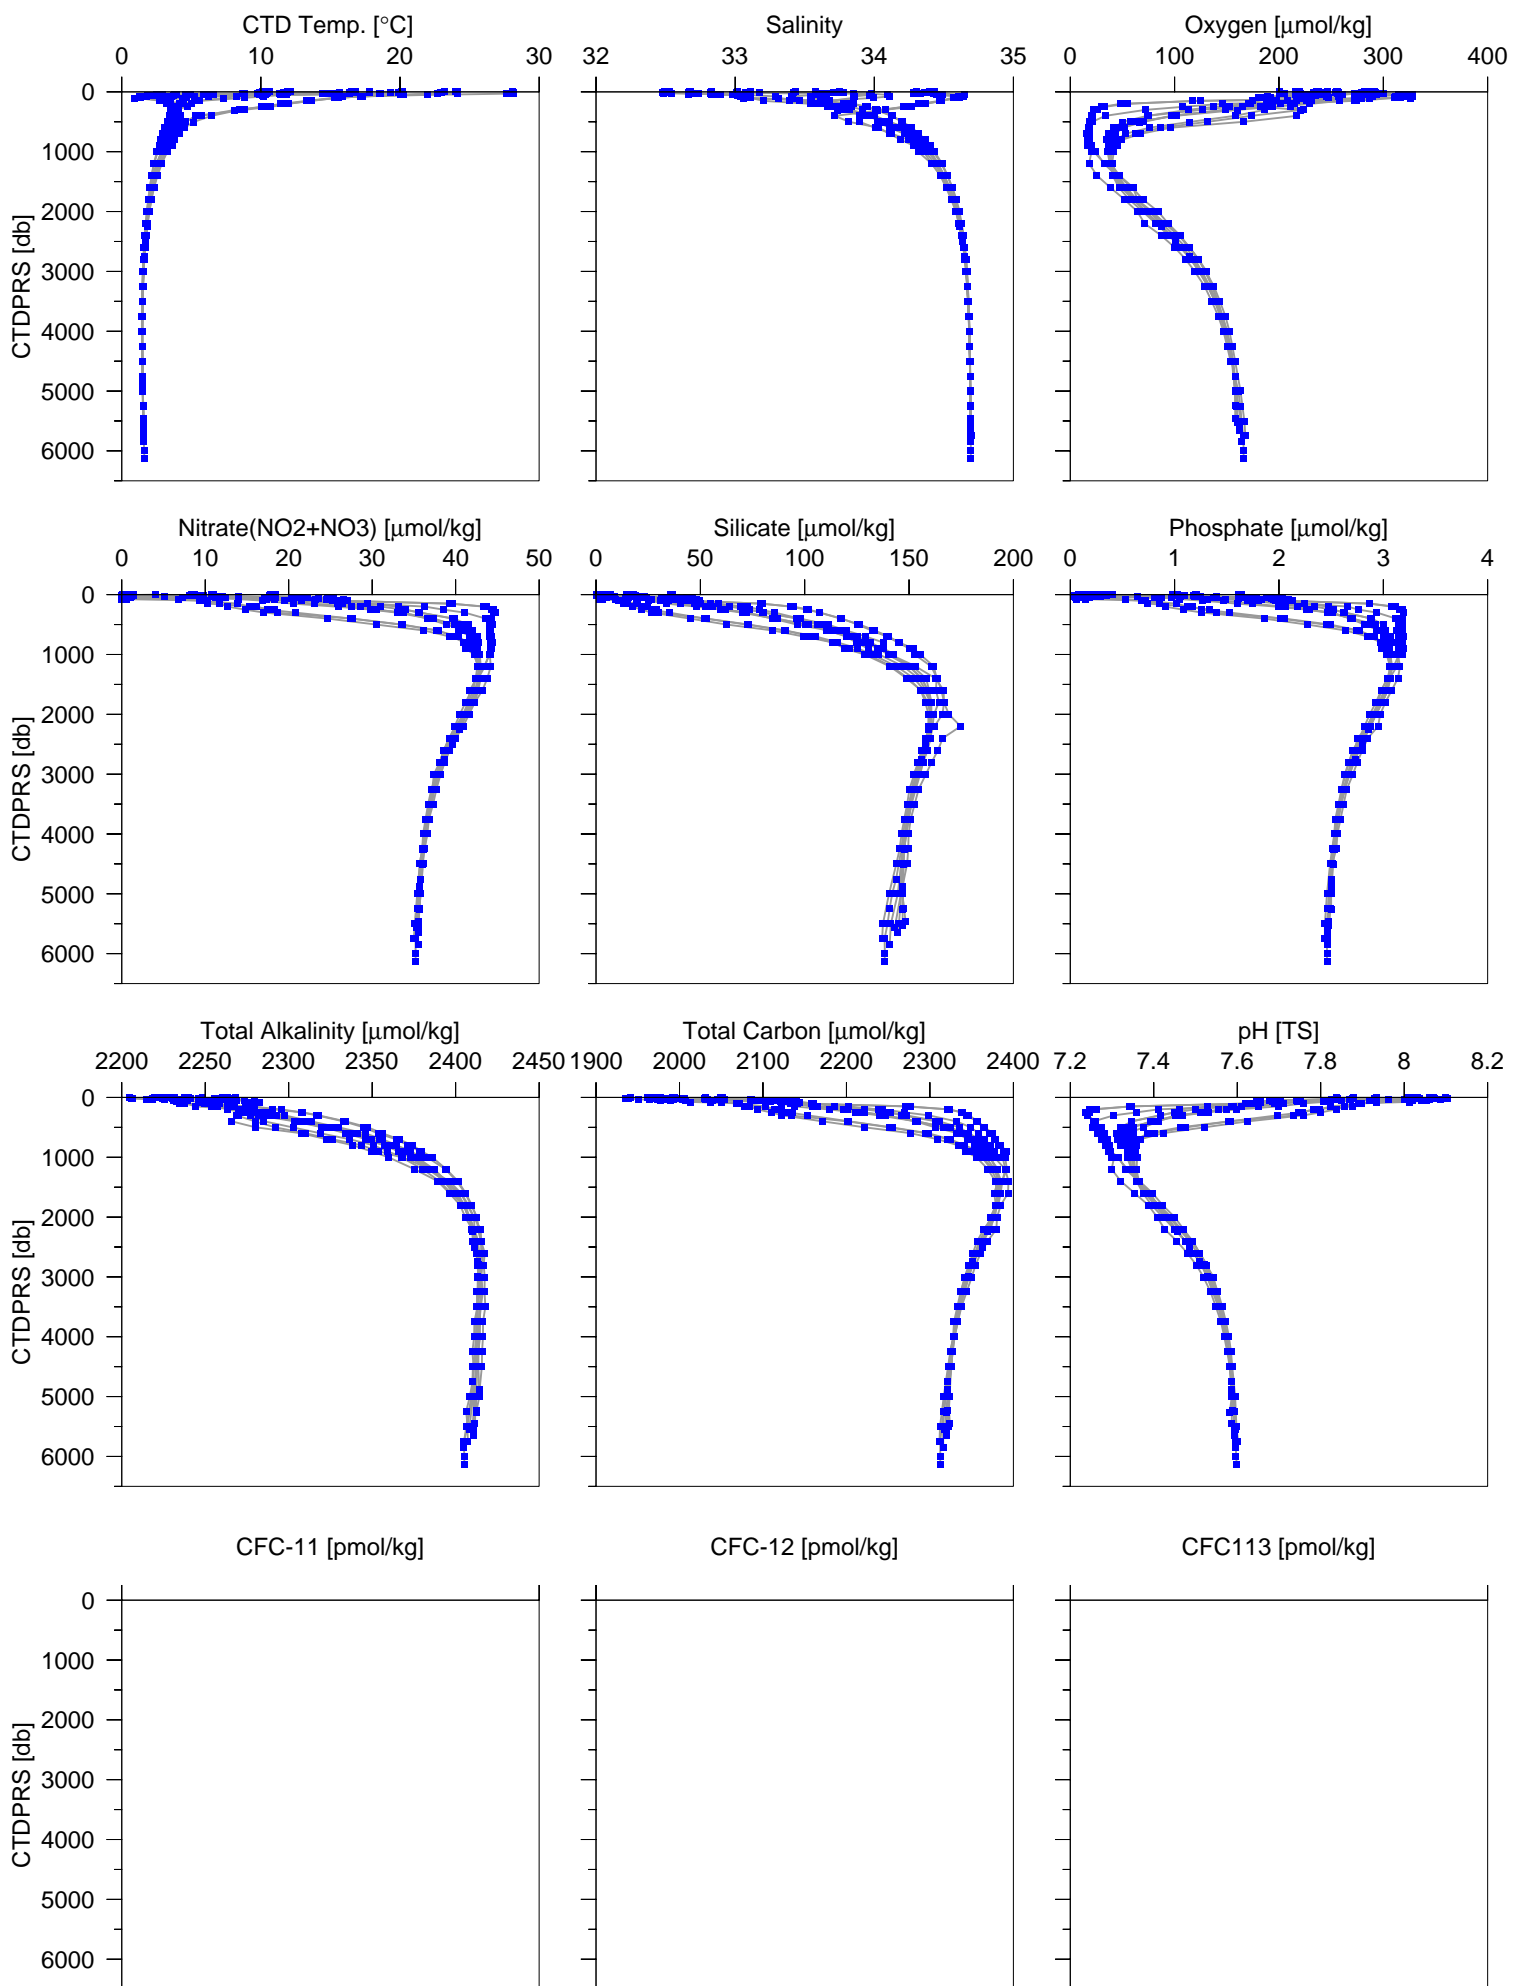 CTD Temp. [°C] Salinity Oxygen [μmol/kg]
0 10 20 30 32 33 34 35 0 100 200 300 400
0
1000
2000
3000
4000
5000
6000
CTDPRS [db]
Nitrate(NO2+NO3) [μmol/kg] Silicate [μmol/kg] Phosphate [μmol/kg]
0 10 20 30 40 50 0 50 100 150 200 0 1 2 3 4
0
1000
2000
3000
4000
5000
6000
CTDPRS [db]
Total Alkalinity [μmol/kg] Total Carbon [μmol/kg] pH [TS]
2200 2250 2300 2350 2400 2450 1900 2000 2100 2200 2300 2400 7.2 7.4 7.6 7.8 8 8.2
0
1000
2000
3000
4000
5000
6000
CTDPRS [db]
CFC-11 [pmol/kg] CFC-12 [pmol/kg] CFC113 [pmol/kg]
0
1000
2000
3000
4000
5000
6000
CTDPRS [db]